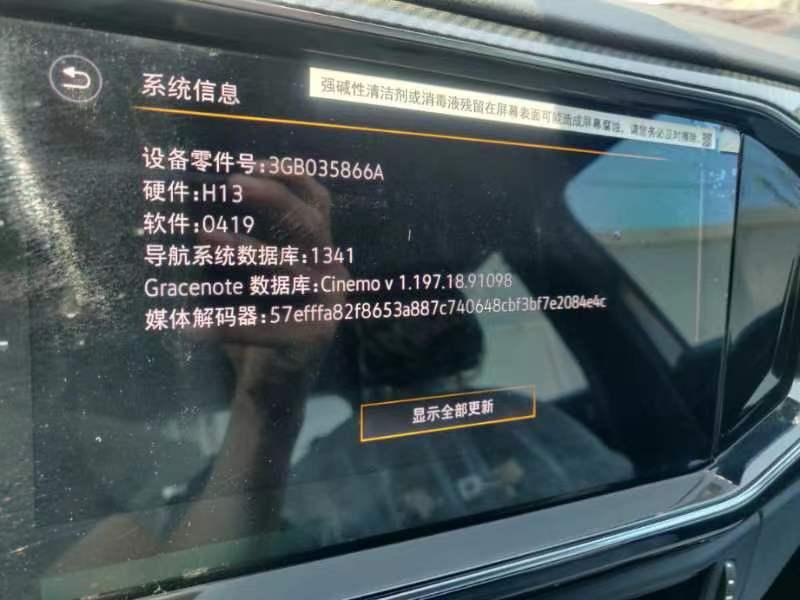 系统信息
强碱性清洁剂或消毒液残留在屏幕表面可能造成屏幕腐蚀,请您务必及时擦除.
设备零件号:3GB035866A
硬件:H13
软件:0419
导航系统数据库:1341
Gracenote 数据库:Cinemo v 1.197.18.91098
媒体解码器:57efffa82f8653a887c740648cbf3bf7e2084e4c
显示全部更新